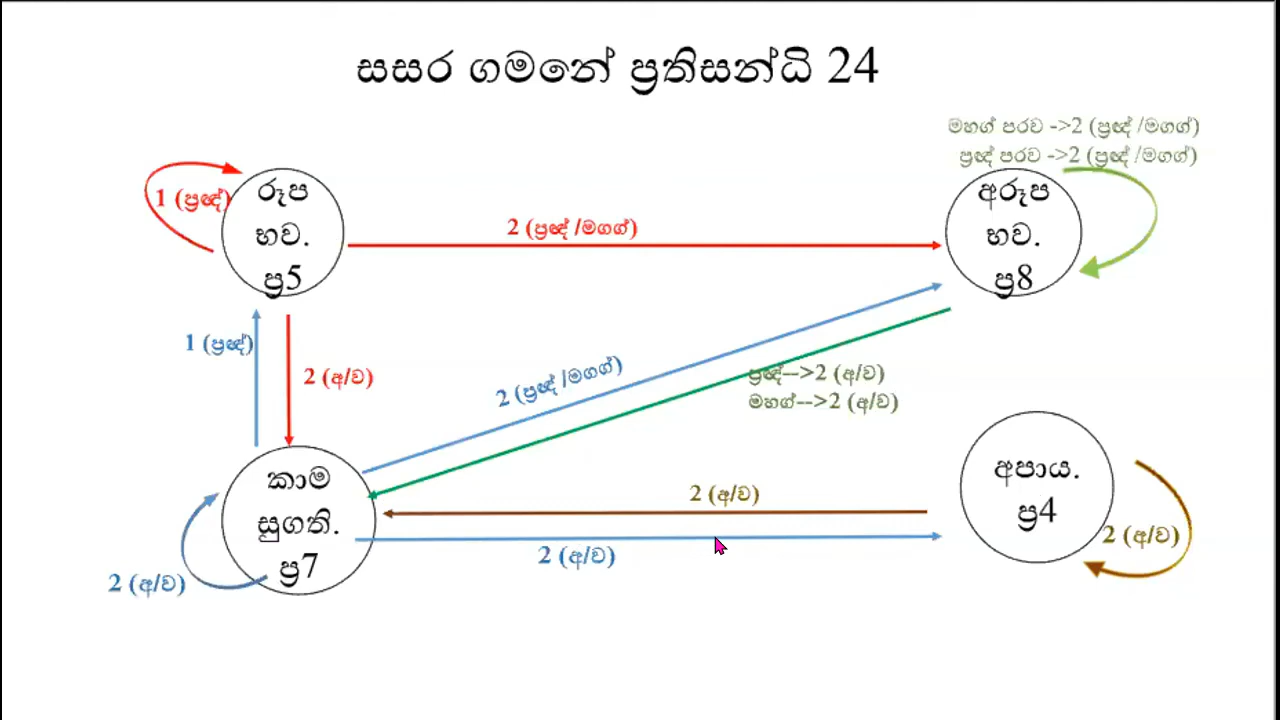 සසර ගමනේ ප්‍රතිසන්ධි 24
මහග් පරව ->2 (ප්‍රඥ් /මගග්)
ප්‍රඥ් පරව ->2 (ප්‍රඥ් /මගග්)
1 (ප්‍රඥ්)
රූප
භව.
ප්‍ර5
2 (ප්‍රඥ් /මගග්)
අරූප
භව.
ප්‍ර8
1 (ප්‍රඥ්)
2 (අ/ව)
2 (ප්‍රඥ් /මගග්)
ප්‍රඥ්-->2 (අ/ව)
මහග්-->2 (අ/ව)
කාම
සුගති.
ප්‍ර7
2 (අ/ව)
2 (අ/ව)
2 (අ/ව)
අපාය.
ප්‍ර4
2 (අ/ව)